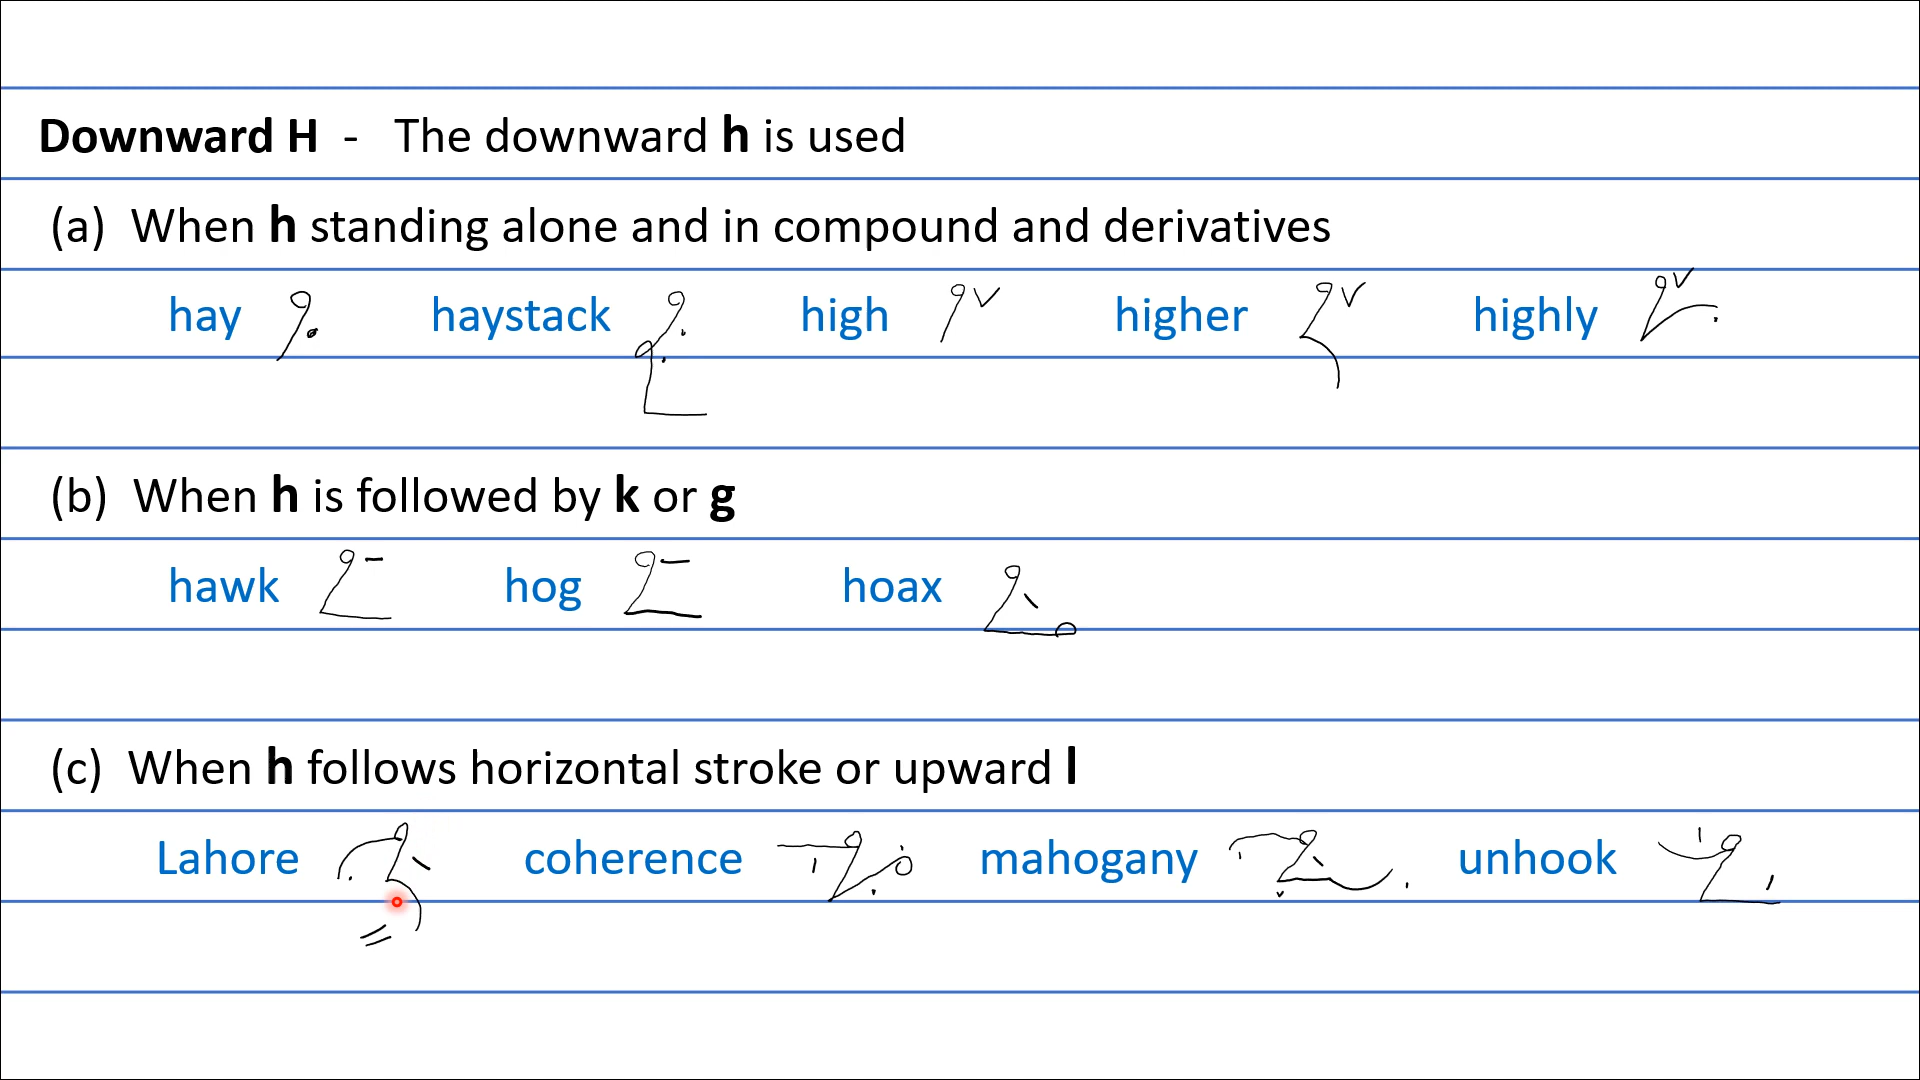 Downward H - The downward h is used
(a) When h standing alone and in compound and derivatives
hay haystack high higher highly
(b) When h is followed by k or g
hawk hog hoax
(c) When h follows horizontal stroke or upward l
Lahore coherence mahogany unhook